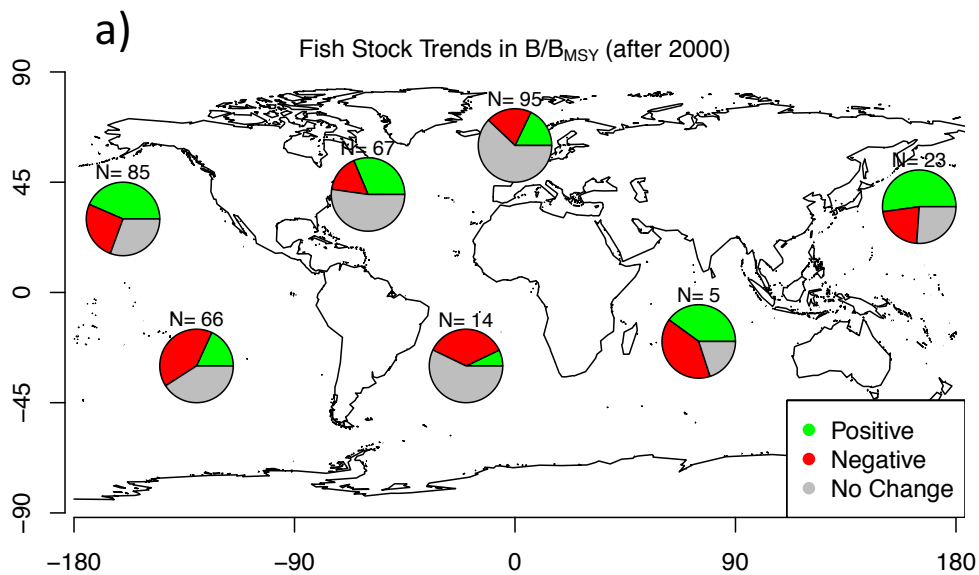 a)
Fish Stock Trends in B/BMSY (after 2000)
90
45
0
−45
−90
N= 95
N= 67
N= 85
N= 23
N= 5
N= 66
N= 14
Positive
Negative
No Change
−180
−90
0
90
180